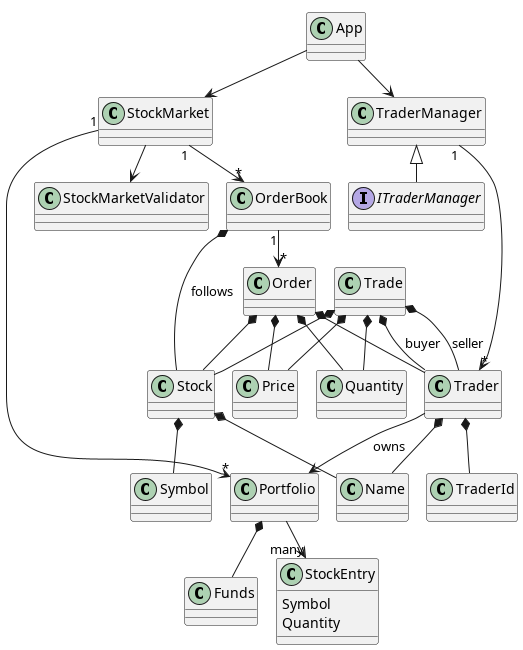 C App
C StockMarket
C TraderManager
1
1
*
1
C StockMarketValidator
C OrderBook
I ITraderManager
1
*
C Order
C Trade
follows
buyer
seller
*
C Stock
C Price
C Quantity
C Trader
owns
*
C Symbol
C Portfolio
C Name
C TraderId
many
C Funds
C StockEntry
Symbol
Quantity